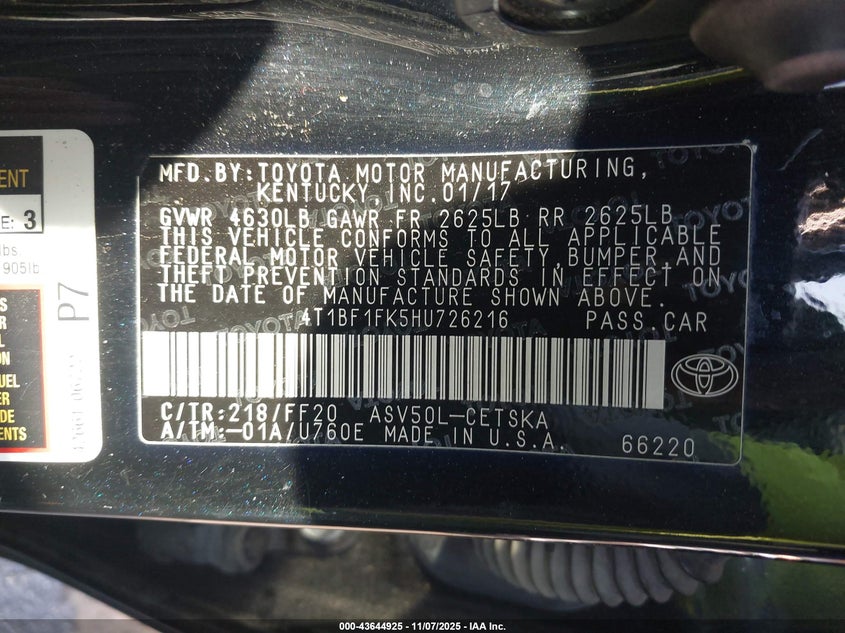 MFD.BY:TOYOTA MOTOR MANUFACTURING,
KENTUCKY, INC. 01/17
GVWR 4630LB GAWR FR 2625LB RR 2625LB
THIS VEHICLE CONFORMS TO ALL APPLICABLE
FEDERAL MOTOR VEHICLE SAFETY,BUMPER,AND
THEFT PREVENTION STANDARDS IN EFFECT ON
THE DATE OF MANUFACTURE SHOWN ABOVE.
4T1BF1FK5HU726216 PASS.CAR
C/TR:218/FF20 ASV50L-CETSKA
A/TM:-01A/U760E MADE IN U.S.A.
66220
ENT
E: 3
lbs
905lb
P7
000-43644925 | 11/07/2025 - IAA Inc.